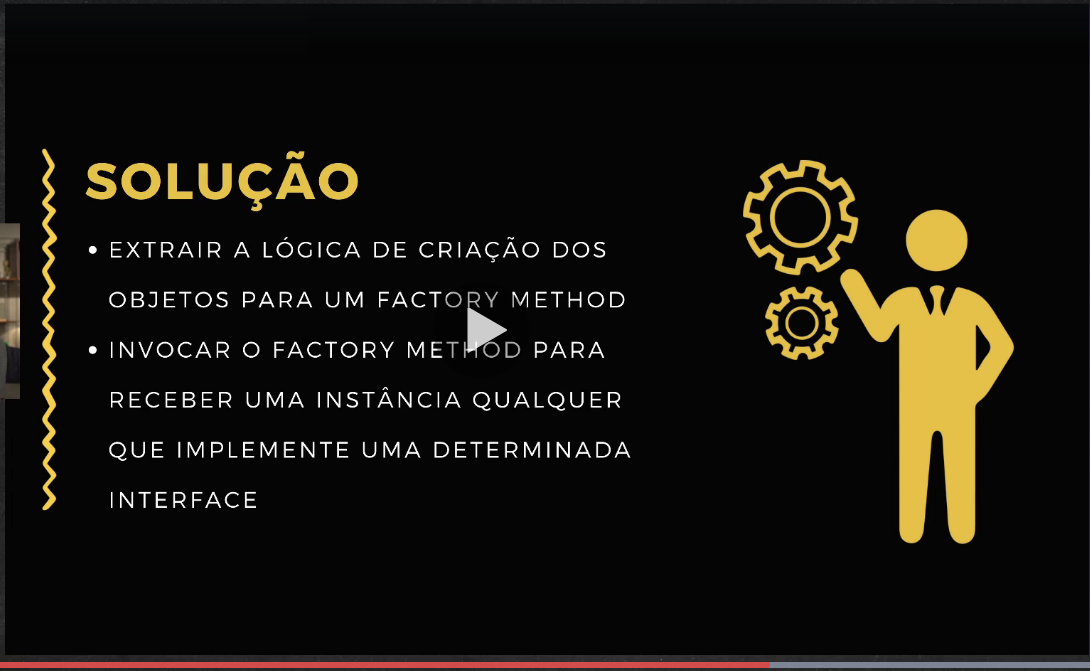 SOLUÇÃO
• EXTRAIR A LÓGICA DE CRIAÇÃO DOS
OBJETOS PARA UM FACTORY METHOD
• INVOCAR O FACTORY METHOD PARA
RECEBER UMA INSTÂNCIA QUALQUER
QUE IMPLEMENTE UMA DETERMINADA
INTERFACE